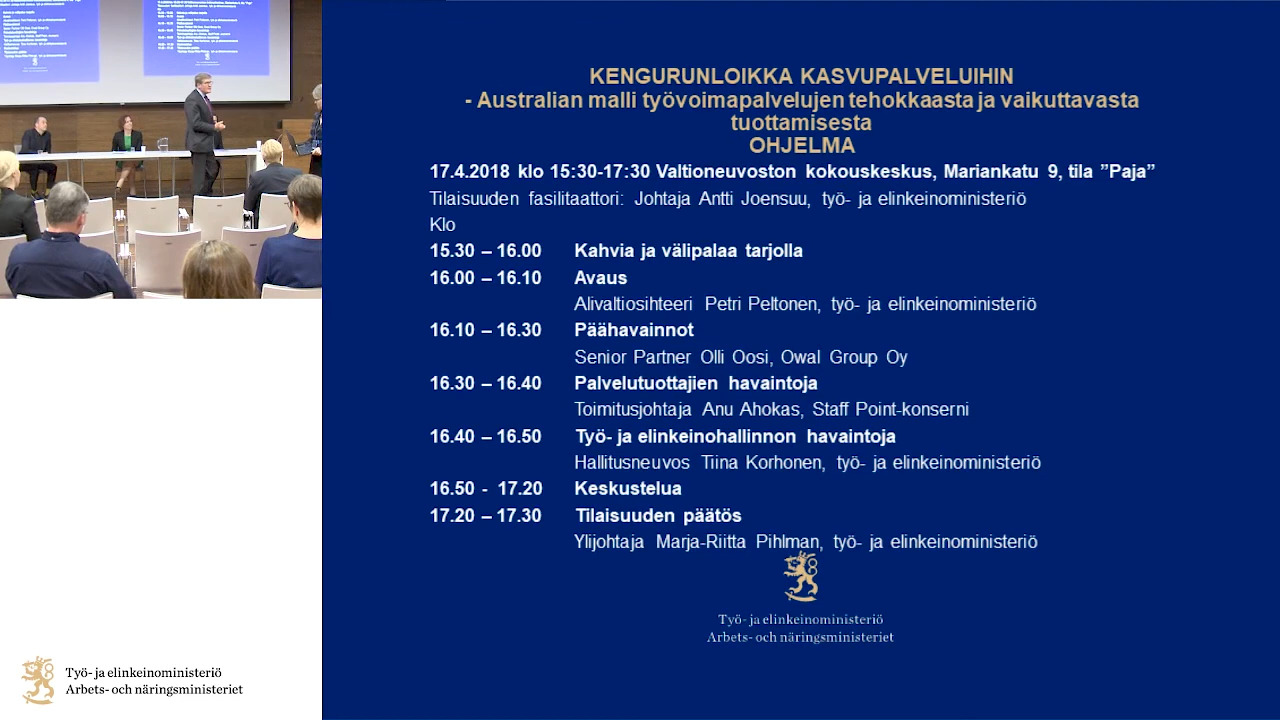 KENGURUNLOIKKA KASVUPALVELUIHIN
- Australian malli työvoimapalvelujen tehokkaasta ja vaikuttavasta
tuottamisesta
OHJELMA
17.4.2018 klo 15:30-17:30 Valtioneuvoston kokouskeskus, Mariankatu 9, tila ”Paja”
Tilaisuuden fasilitaattori: Johtaja Antti Joensuu, työ- ja elinkeinoministeriö
Klo
15.30 – 16.00 Kahvia ja välipalaa tarjolla
16.00 – 16.10 Avaus
Alivaltiosihteeri Petri Peltonen, työ- ja elinkeinoministeriö
16.10 – 16.30 Päähavainnot
Senior Partner Olli Oosi, Owal Group Oy
16.30 – 16.40 Palvelutuottajien havaintoja
Toimitusjohtaja Anu Ahokas, Staff Point-konserni
16.40 – 16.50 Työ- ja elinkeinohallinnon havaintoja
Hallitusneuvos Tiina Korhonen, työ- ja elinkeinoministeriö
16.50 - 17.20 Keskustelua
17.20 – 17.30 Tilaisuuden päätös
Ylijohtaja Marja-Riitta Pihlman, työ- ja elinkeinoministeriö
Työ- ja elinkeinoministeriö
Arbets- och näringsministeriet
Työ- ja elinkeinoministeriö
Arbets- och näringsministeriet